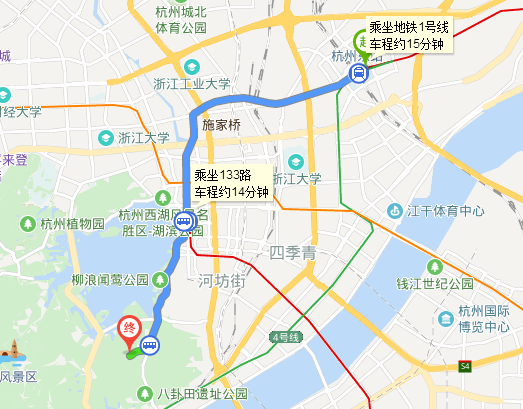 杭州城北
体育公园
乘坐地铁1号线
车程约15分钟
起
浙江工业大学
施家桥
浙江大学
乘坐133路
车程约14分钟
浙江大学
杭州西湖风
名
胜区-湖滨公园
杭州植物园
江干体育中心
四季青
河坊街
柳浪闻莺公园
钱江世纪公园
杭州国际
博览中心
终
4号线
S4
风景区
八卦田遗址公园